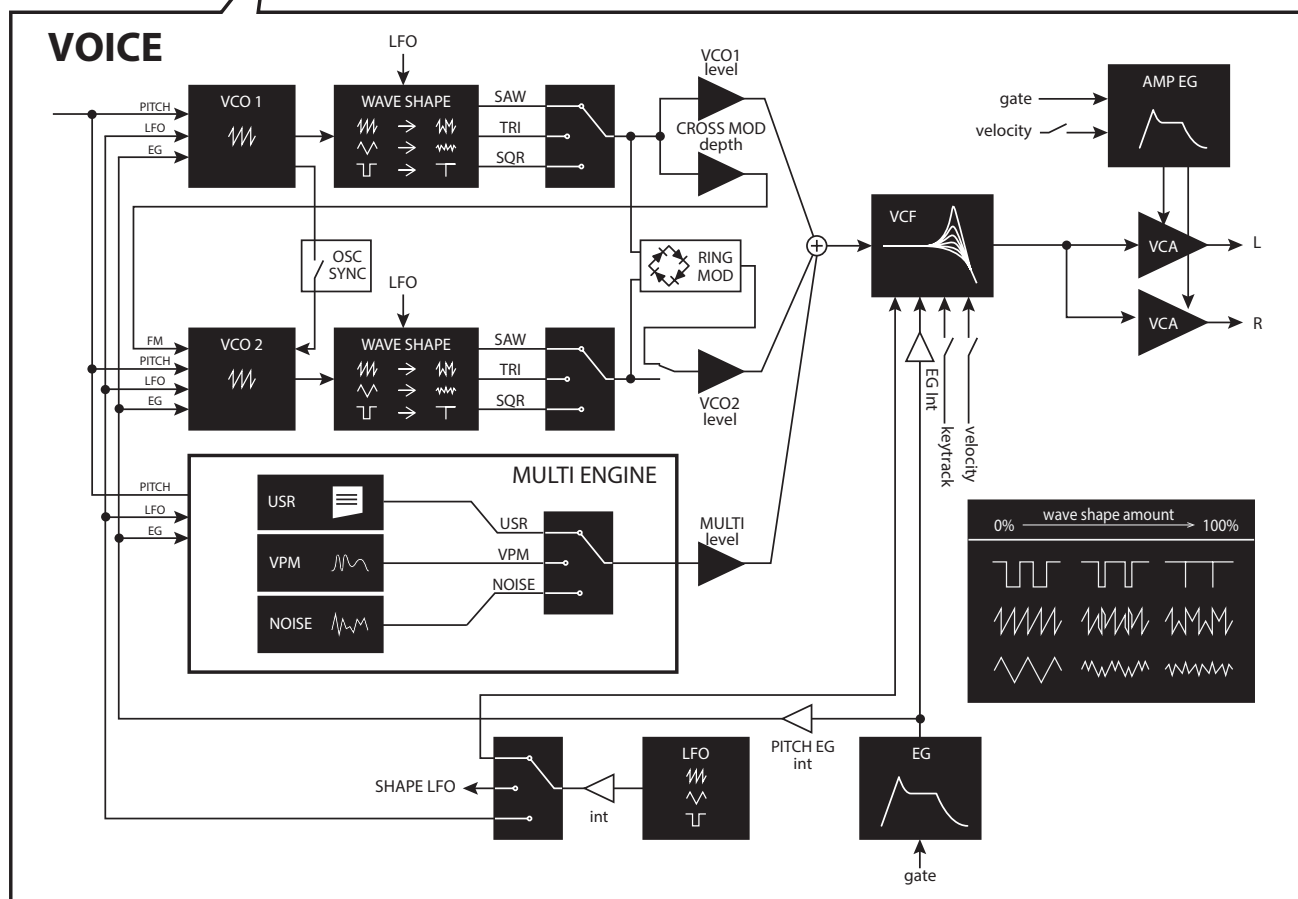 VOICE
LFO
VCO1
level
AMP EG
VCO 1
WAVE SHAPE
SAW
PITCH
gate
CROSS MOD
depth
LFO
TRI
velocity
EG
SQR
VCF
OSC
SYNC
RING
MOD
VCA
L
LFO
VCA
R
FM
VCO 2
WAVE SHAPE
SAW
PITCH
TRI
LFO
EG
SQR
VCO2
level
EG Int
keytrack
velocity
MULTI ENGINE
PITCH
LFO
EG
USR
USR
VPM
VPM
NOISE
NOISE
MULTI
level
wave shape amount
0%
100%
PITCH EG
int
LFO
EG
SHAPE LFO
int
gate